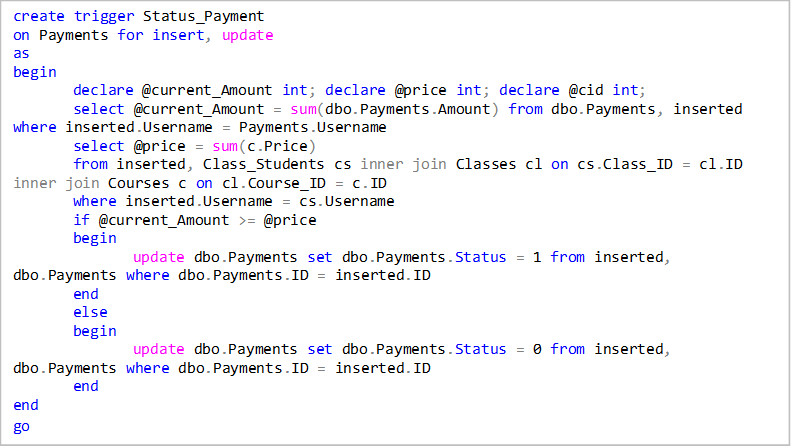 create trigger Status_Payment
on Payments for insert, update
as
begin
declare @current_Amount int; declare @price int; declare @cid int;
select @current_Amount = sum(dbo.Payments.Amount) from dbo.Payments, inserted
where inserted.Username = Payments.Username
select @price = sum(c.Price)
from inserted, Class_Students cs inner join Classes cl on cs.Class_ID = cl.ID
inner join Courses c on cl.Course_ID = c.ID
where inserted.Username = cs.Username
if @current_Amount >= @price
begin
update dbo.Payments set dbo.Payments.Status = 1 from inserted,
dbo.Payments where dbo.Payments.ID = inserted.ID
end
else
begin
update dbo.Payments set dbo.Payments.Status = 0 from inserted,
dbo.Payments where dbo.Payments.ID = inserted.ID
end
end
go